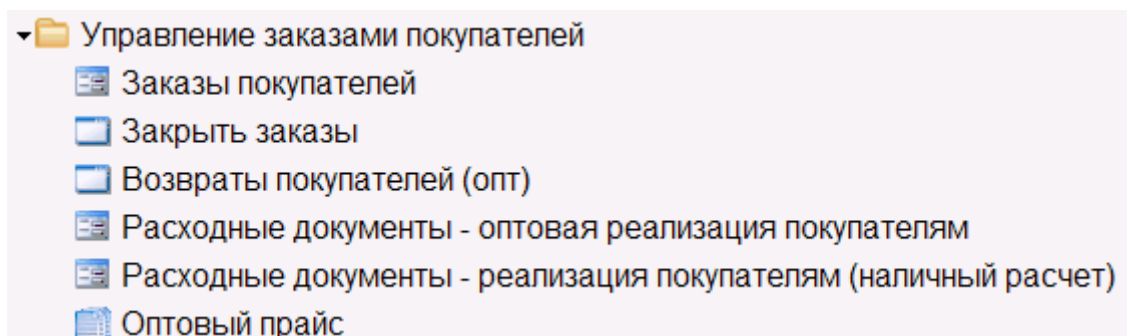 Управление заказами покупателей
Заказы покупателей
Закрыть заказы
Возвраты покупателей (опт)
Расходные документы - оптовая реализация покупателям
Расходные документы - реализация покупателям (наличный расчет)
Оптовый прайс